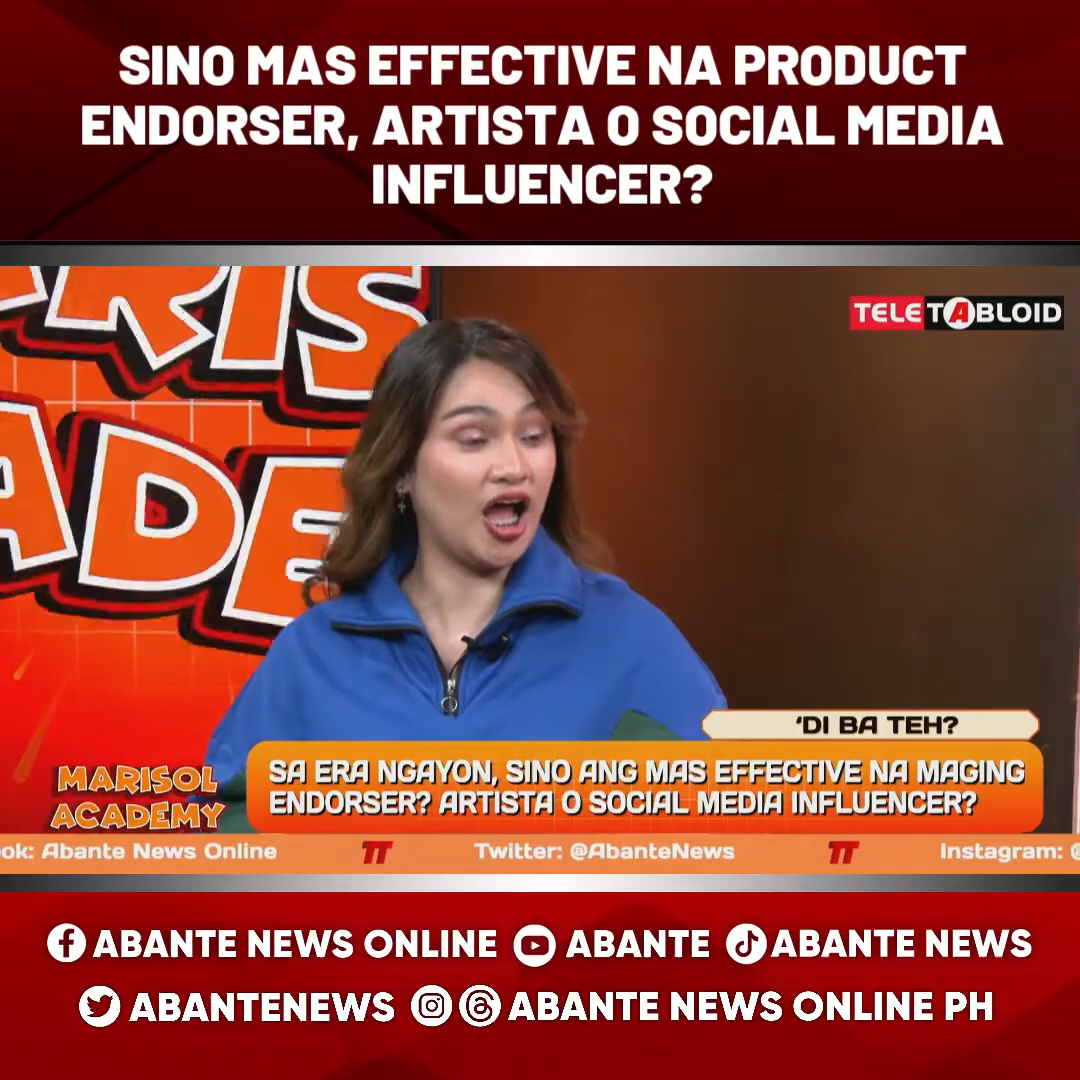 SINO MAS EFFECTIVE NA PRODUCT
ENDORSER, ARTISTA O SOCIAL MEDIA
INFLUENCER?
TELETABLOID
'DI BA TEH?
SA ERA NGAYON, SINO ANG MAS EFFECTIVE NA MAGING
ENDORSER? ARTISTA O SOCIAL MEDIA INFLUENCER?
MARISOL
ACADEMY
Abante News Online TT Twitter: @AbanteNews TT Instagram:
ABANTE NEWS ONLINE ABANTE ABANTE NEWS
ABANTENEWS ABANTE NEWS ONLINE PH